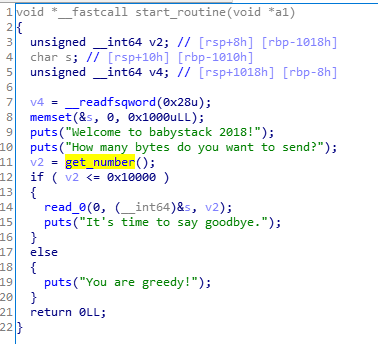 1 void *__fastcall start_routine(void *a1)
2 {
3 unsigned __int64 v2; // [rsp+8h] [rbp-1018h]
4 char s; // [rsp+10h] [rbp-1010h]
5 unsigned __int64 v4; // [rsp+1018h] [rbp-8h]
6
7 v4 = __readfsqword(0x28u);
8 memset(&s, 0, 0x1000uLL);
9 puts("Welcome to babystack 2018!");
10 puts("How many bytes do you want to send?");
11 v2 = get_number();
12 if ( v2 <= 0x10000 )
13 {
14 read_0(0, (__int64)&s, v2);
15 puts("It's time to say goodbye.");
16 }
17 else
18 {
19 puts("You are greedy!");
20 }
21 return 0LL;
22 }